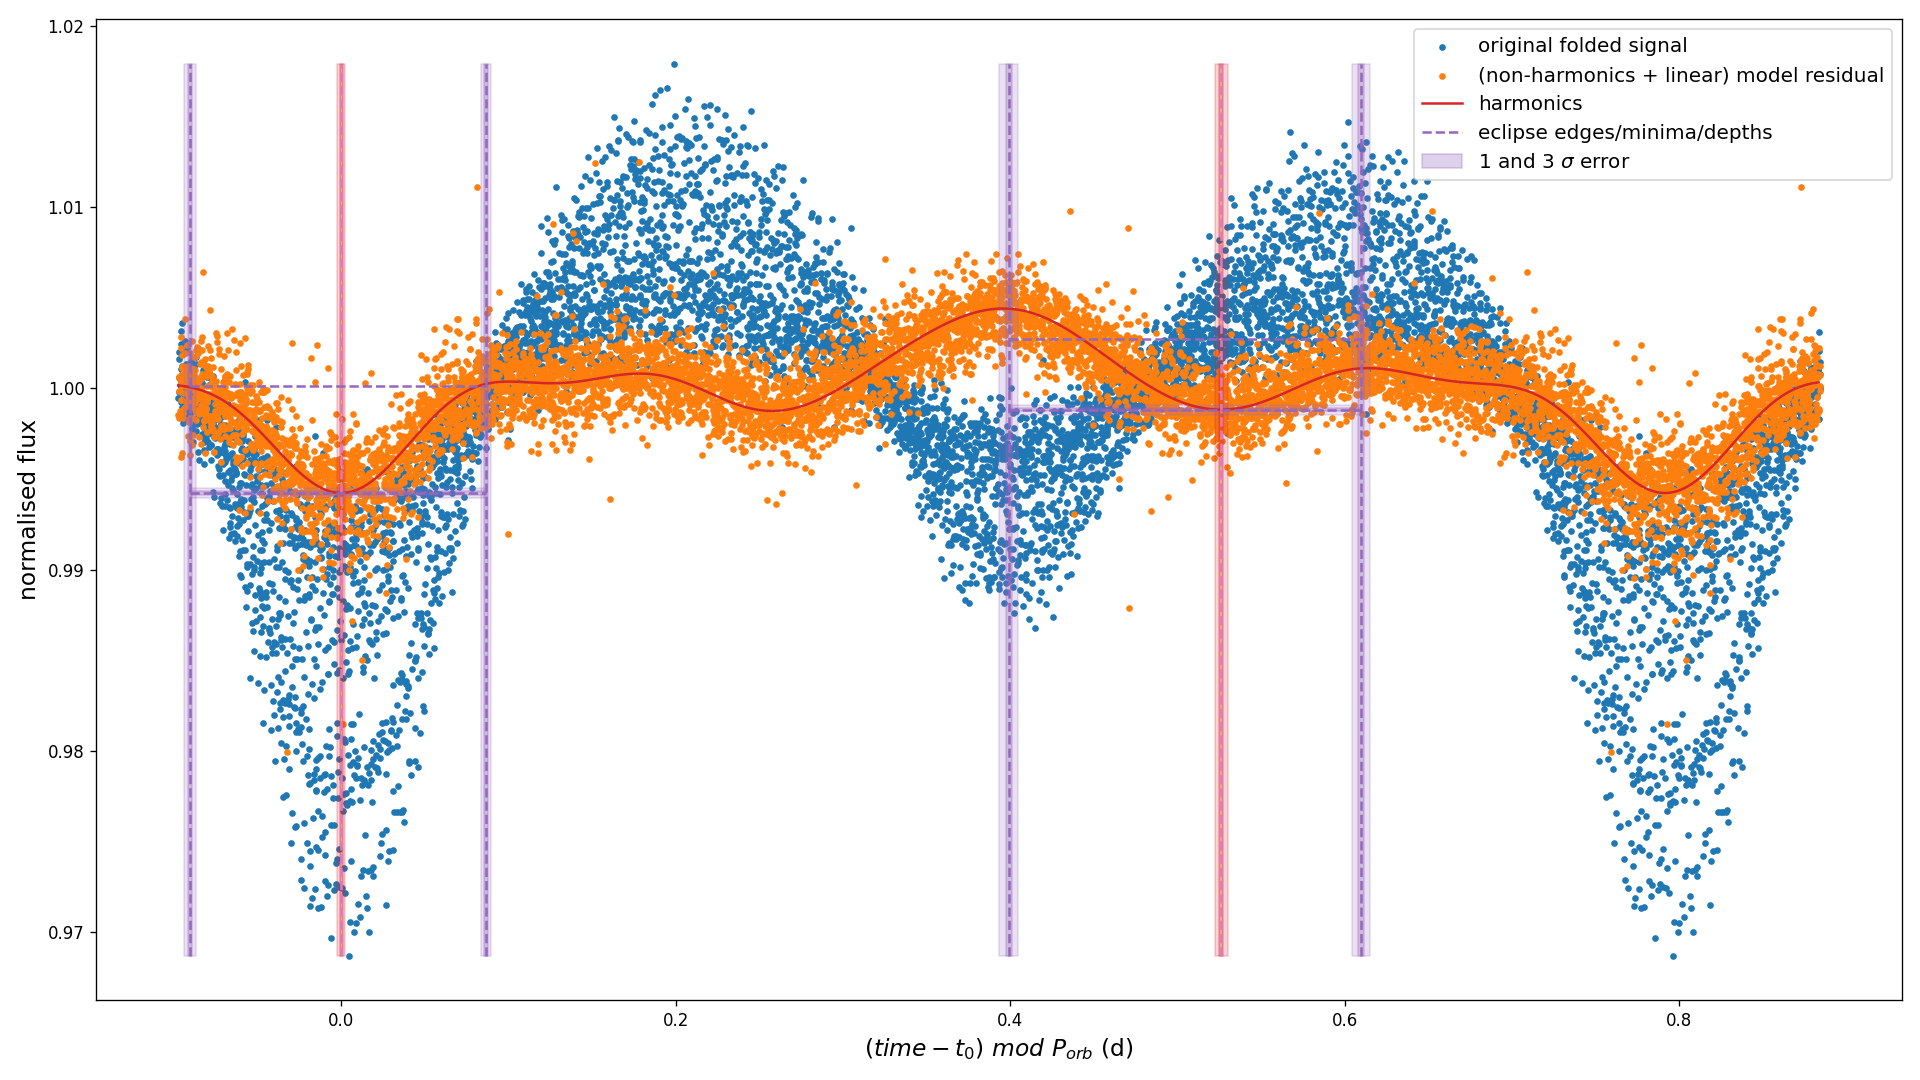 1.02
1.01
1.00
0.99
0.98
0.97
normalised flux
original folded signal
(non-harmonics + linear) model residual
harmonics
eclipse edges/minima/depths
1 and 3 σ error
0.0 0.2 0.4 0.6 0.8
(time − t₀) mod P_orb (d)